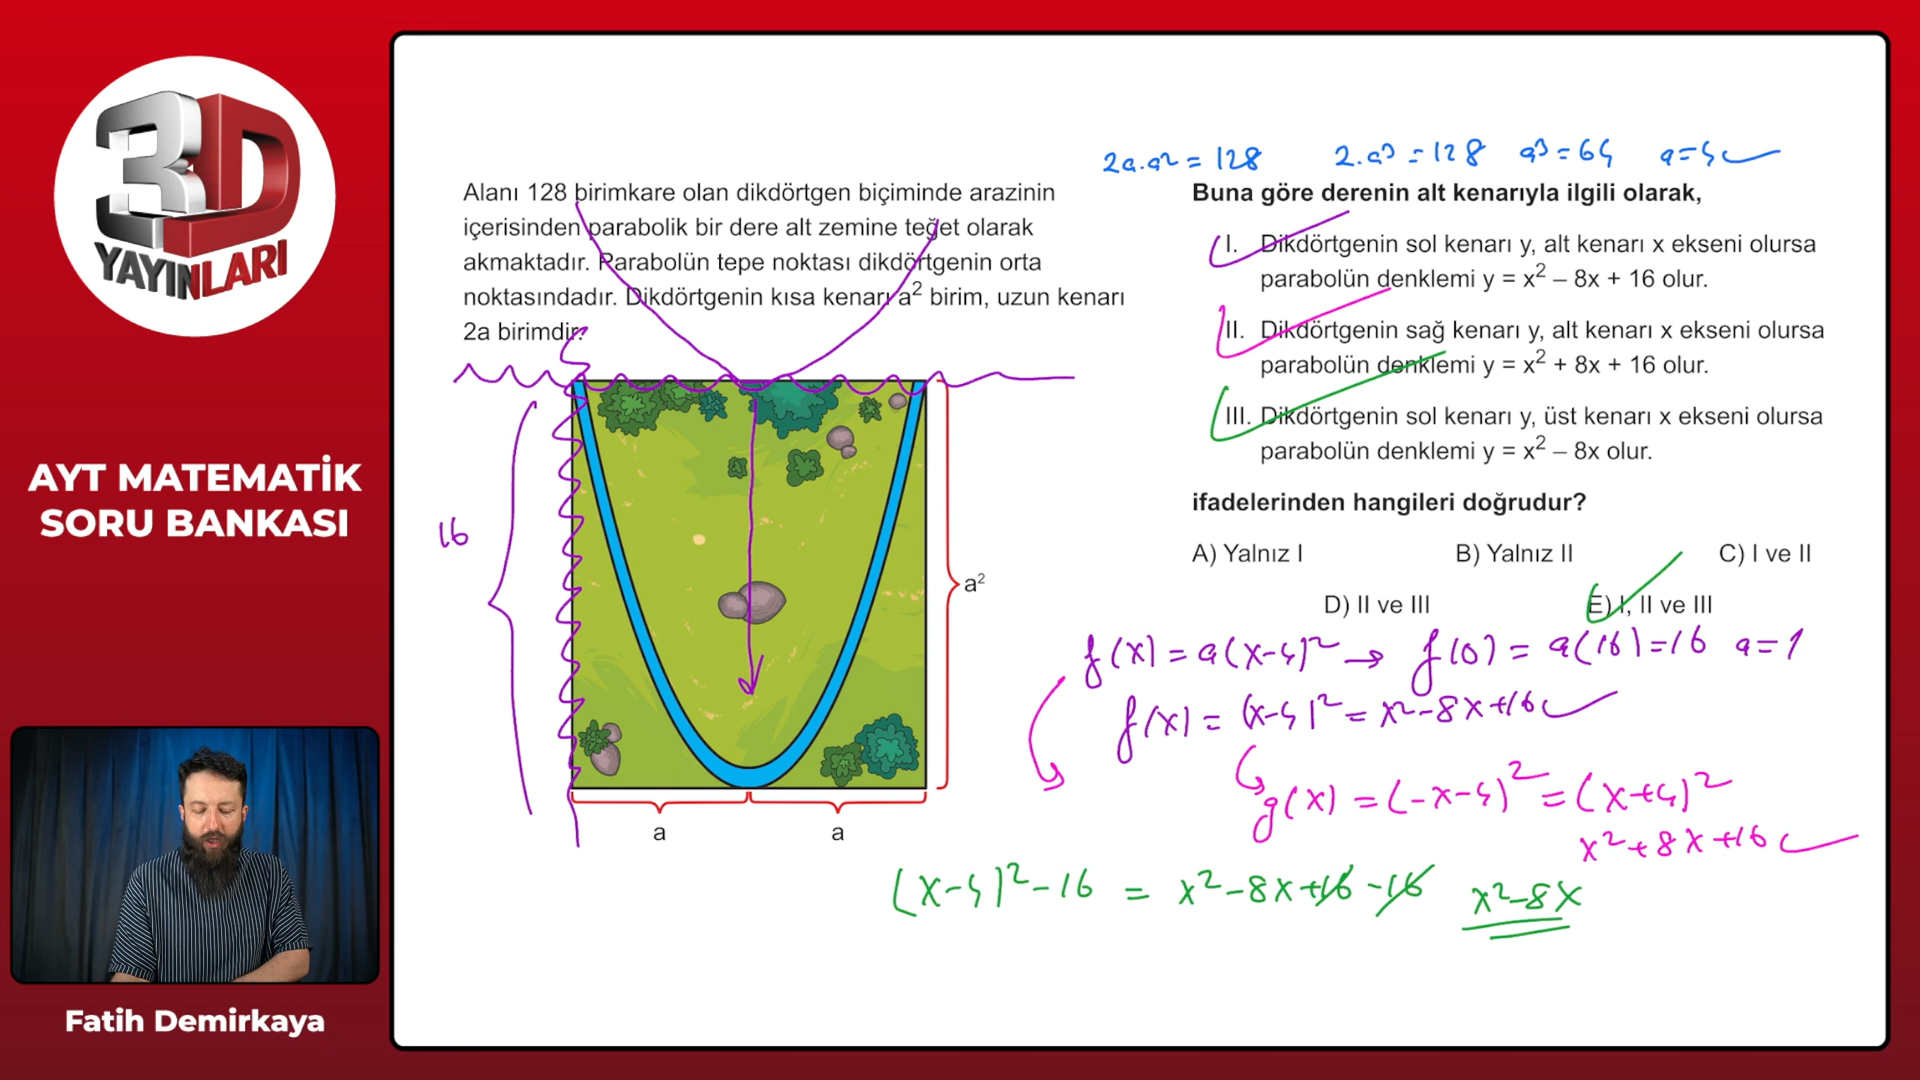 3D
YAYINLARI
AYT MATEMATİK
SORU BANKASI
Fatih Demirkaya
Alanı 128 birimkare olan dikdörtgen biçiminde arazinin
içerisinden parabolik bir dere alt zemine teğet olarak
akmaktadır. Parabolün tepe noktası dikdörtgenin orta
noktasındadır. Dikdörtgenin kısa kenarı a² birim, uzun kenarı
2a birimdir.
16
a²
a
a
2a.a² = 128 2.a³ = 128 a³ = 64 a = 4
Buna göre derenin alt kenarıyla ilgili olarak,
I. Dikdörtgenin sol kenarı y, alt kenarı x ekseni olursa
parabolün denklemi y = x² – 8x + 16 olur.
II. Dikdörtgenin sağ kenarı y, alt kenarı x ekseni olursa
parabolün denklemi y = x² + 8x + 16 olur.
III. Dikdörtgenin sol kenarı y, üst kenarı x ekseni olursa
parabolün denklemi y = x² – 8x olur.
ifadelerinden hangileri doğrudur?
A) Yalnız I B) Yalnız II C) I ve II
D) II ve III E) I, II ve III
f(x) = a(x-4)² → f(0) = a(16) = 16 a = 1
f(x) = (x-4)² = x²-8x+16
g(x) = (-x-4)² = (x+4)²
x²+8x+16
(x-4)²-16 = x²-8x+16-16 x²-8x